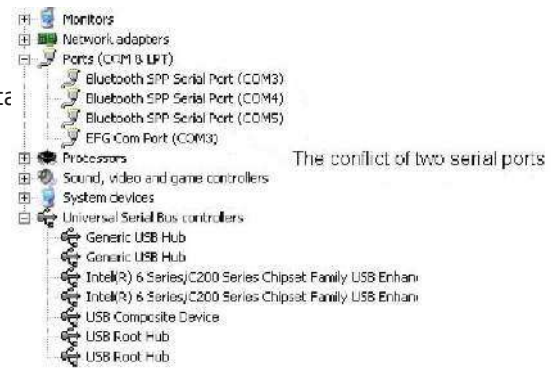 Monitors
Network adapters
Ports (COM & LPT)
Bluetooth SPP Serial Port (COM3)
Bluetooth SPP Serial Port (COM4)
Bluetooth SPP Serial Port (COM5)
EFG Com Port (COM3)
Processors
The conflict of two serial ports
Sound, video and game controllers
System devices
Universal Serial Bus controllers
Generic USB Hub
Generic USB Hub
Intel(R) 6 Series/C200 Series Chipset Family USB Enhan
Intel(R) 6 Series/C200 Series Chipset Family USB Enhan
USB Composite Device
USB Root Hub
USB Root Hub